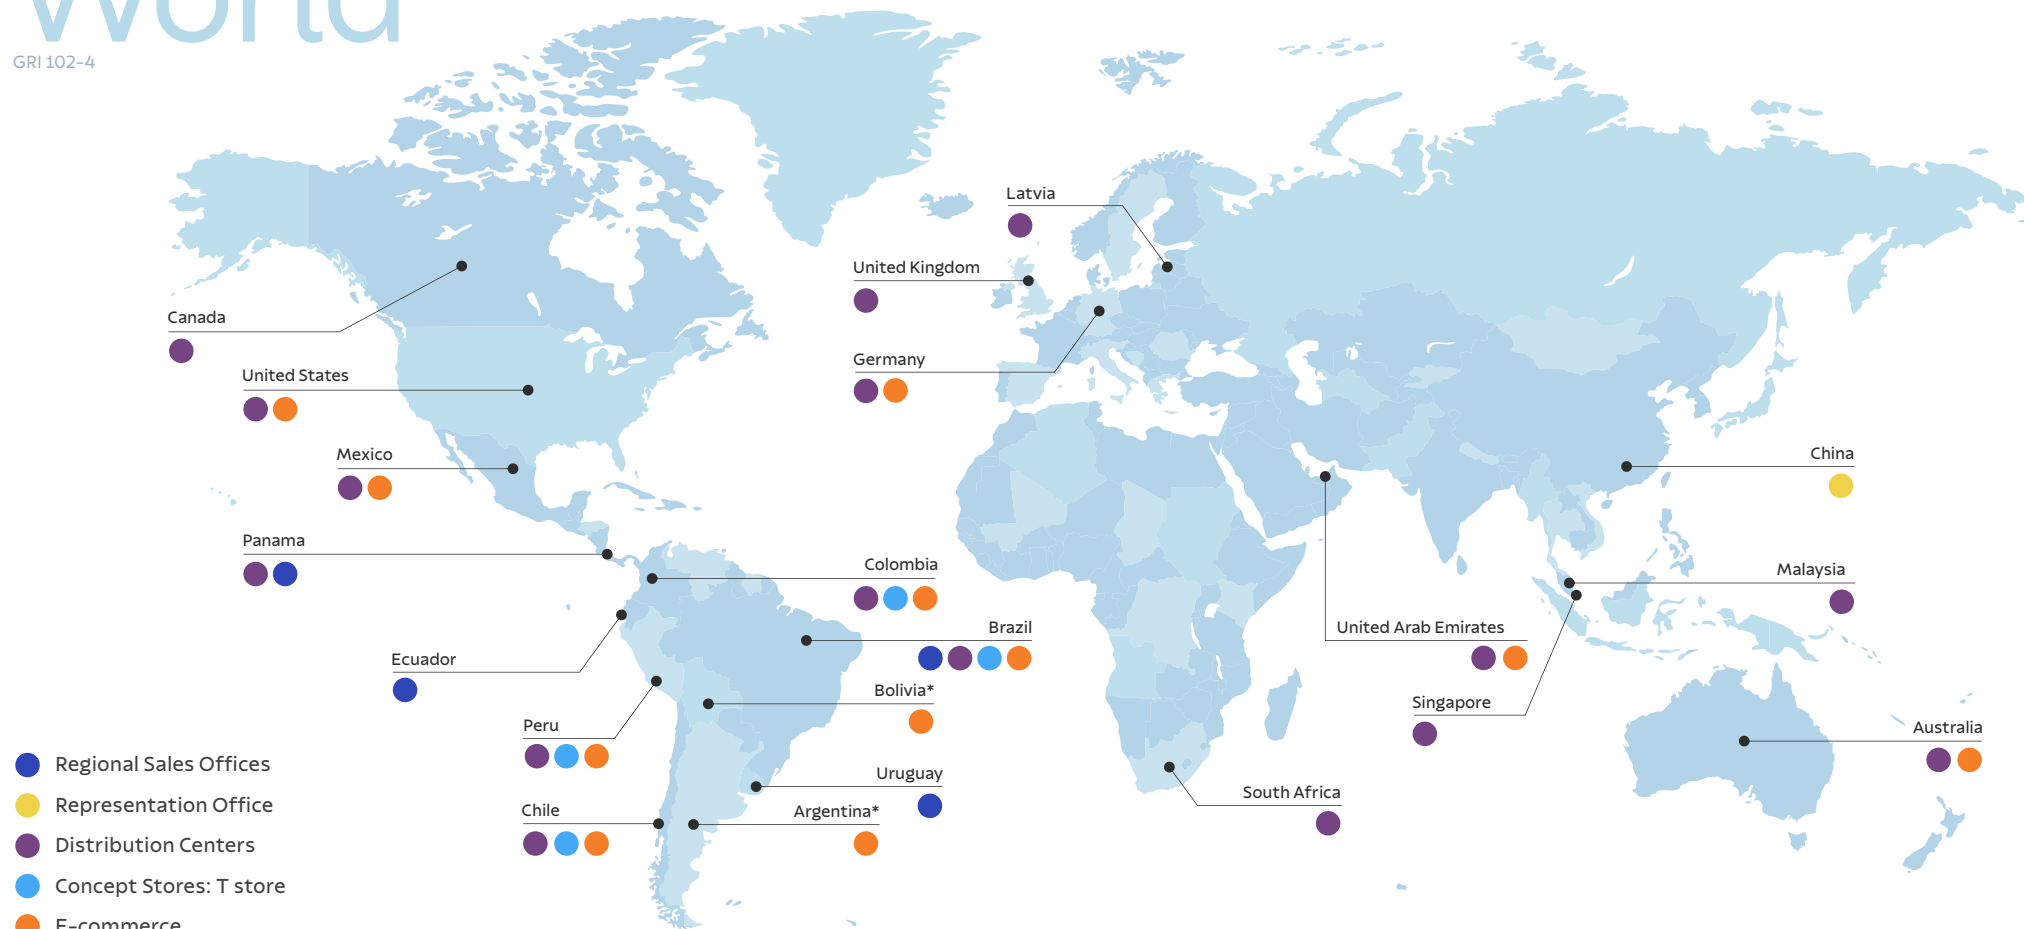 World
GRI 102-4
Latvia
United Kingdom
Canada
Germany
United States
Mexico
China
Panama
Colombia
Malaysia
Brazil
United Arab Emirates
Ecuador
Bolivia*
Singapore
Peru
Australia
Regional Sales Offices
Uruguay
South Africa
Representation Office
Chile
Argentina*
Distribution Centers
Concept Stores: T store
E-commerce